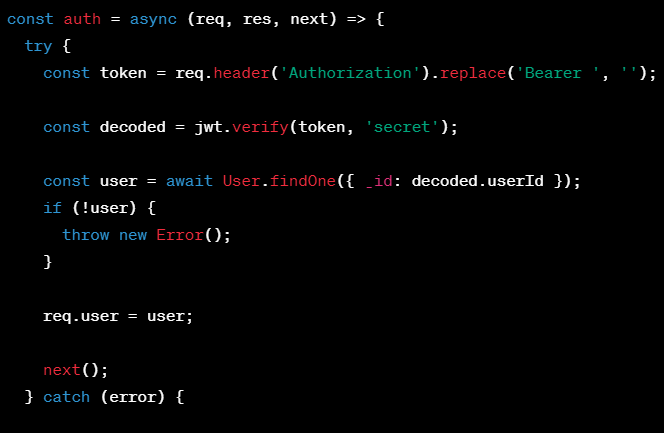 const auth = async (req, res, next) => {
  try {
    const token = req.header('Authorization').replace('Bearer ', '');
    const decoded = jwt.verify(token, 'secret');
    const user = await User.findOne({ _id: decoded.userId });
    if (!user) {
      throw new Error();
    }
    req.user = user;
    next();
  } catch (error) {